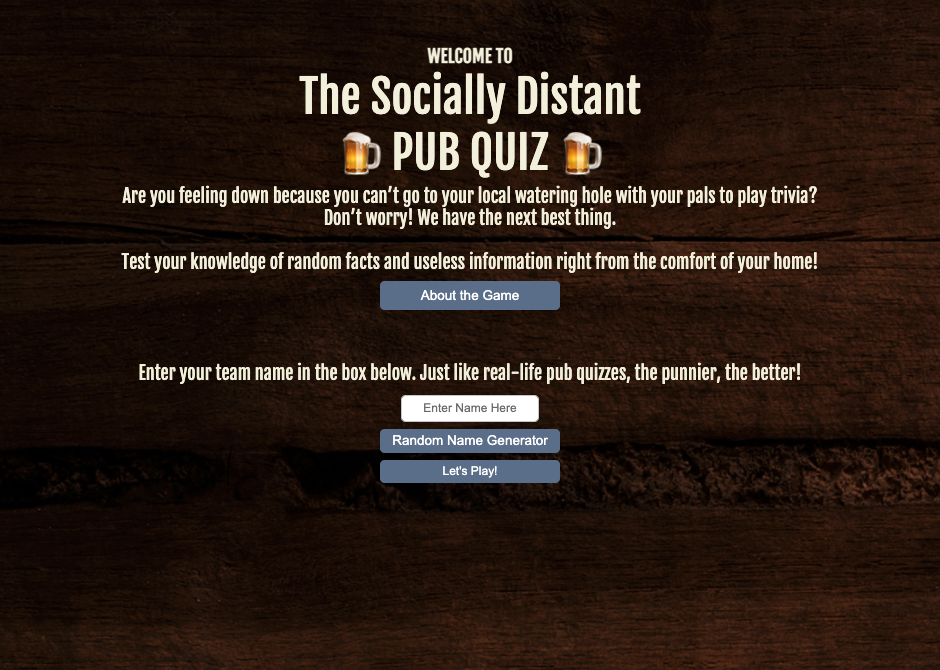 WELCOME TO
The Socially Distant
PUB QUIZ
Are you feeling down because you can’t go to your local watering hole with your pals to play trivia?
Don’t worry! We have the next best thing.
Test your knowledge of random facts and useless information right from the comfort of your home!
About the Game
Enter your team name in the box below. Just like real-life pub quizzes, the punnier, the better!
Enter Name Here
Random Name Generator
Let's Play!